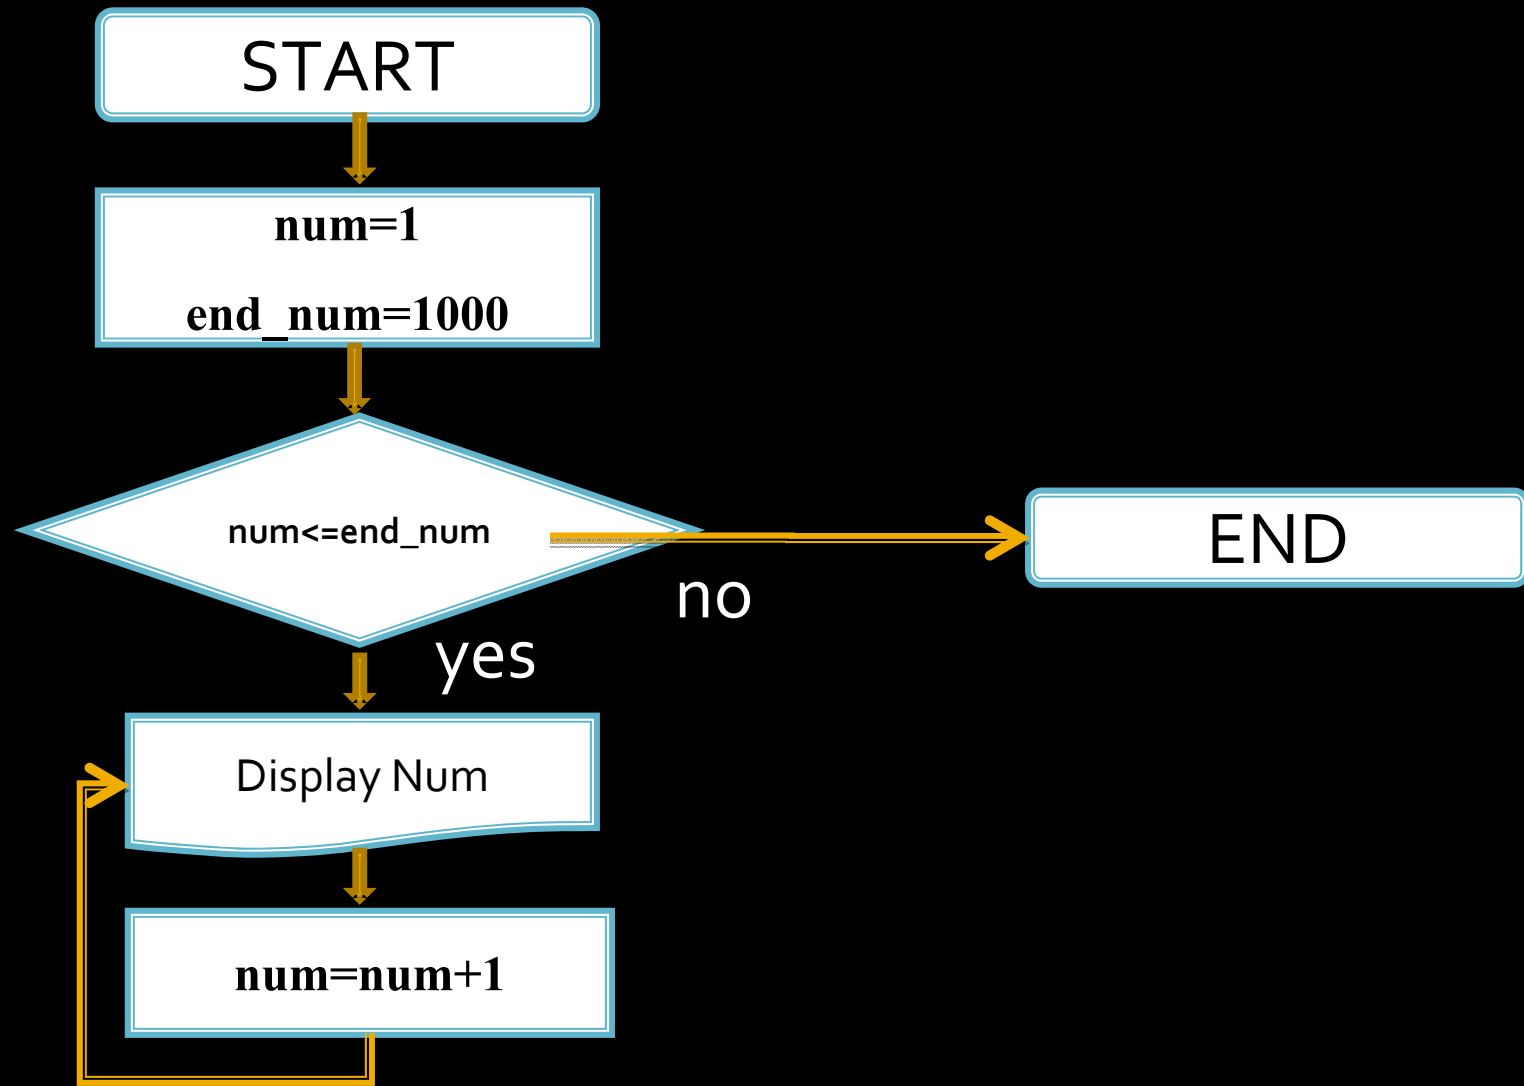 START
num=1
end_num=1000
num<=end_num
no
END
yes
Display Num
num=num+1